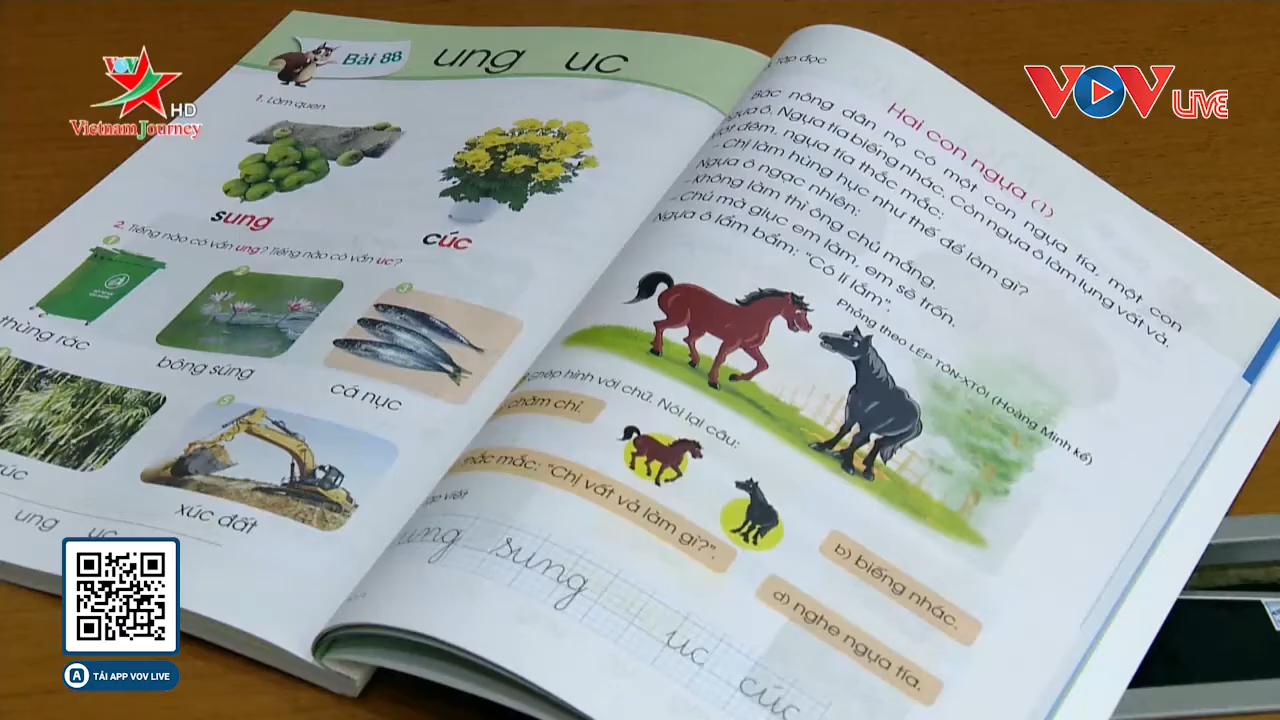 VOV
HD
Vietnam Journey
VOV LIVE
Bài 88
ung uc
1. Làm quen
sung
cúc
2. Tiếng nào có vần ung? Tiếng nào có vần uc?
thùng rác
bông súng
cá nục
xúc đất
ung uc
TẢI APP VOV LIVE
Tập đọc
Hai con ngựa (1)
Bác nông dân nọ có một con ngựa tía, một con
ngựa ô. Ngựa tía biếng nhác. Còn ngựa ô làm lụng vất vả.
đêm, ngựa tía thắc mắc:
- Chị làm hùng hục như thế để làm gì?
Ngựa ô ngạc nhiên:
- Không làm thì ông chủ mắng.
- Chủ mà giục em làm, em sẽ trốn.
Ngựa ô lẩm bẩm: "Có lí lắm".
Phỏng theo LÉP TÔN-XTÔI (Hoàng Minh kể)
ghép hình với chữ. Nói lại câu:
chăm chỉ.
mắc: "Chị vất vả làm gì?".
b) biếng nhác.
d) nghe ngựa tía.
Tập viết
ung sung
uc cúc